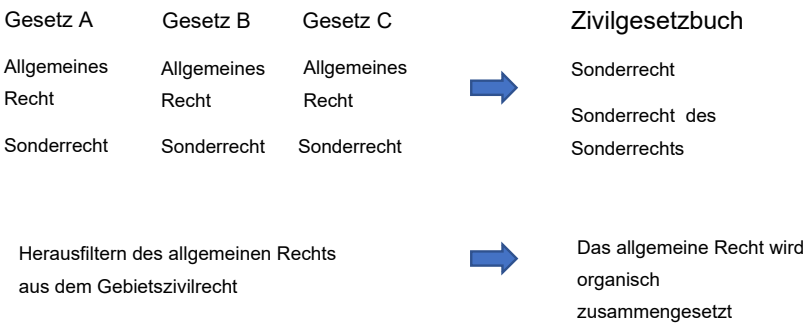 Gesetz A
Gesetz B
Gesetz C
Zivilgesetzbuch
Allgemeines
Recht
Allgemeines
Recht
Allgemeines
Recht
Sonderrecht
Sonderrecht
Sonderrecht
Sonderrecht
Sonderrecht des
Sonderrechts
Herausfiltern des allgemeinen Rechts
aus dem Gebietszivilrecht
Das allgemeine Recht wird
organisch
zusammengesetzt